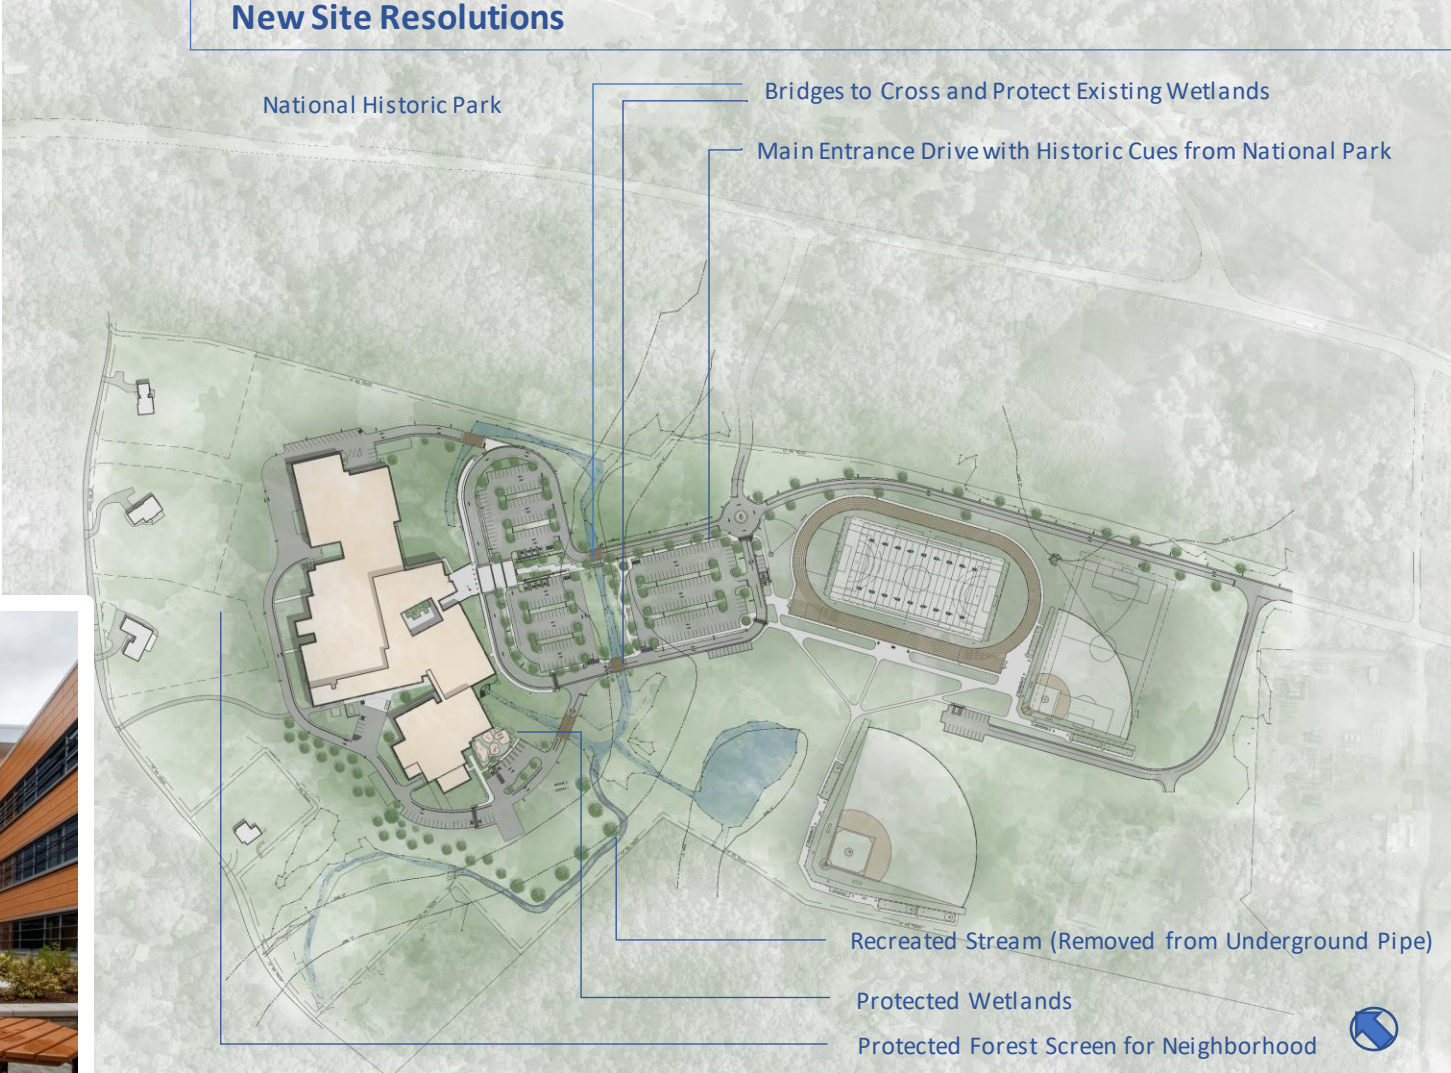 New Site Resolutions
National Historic Park
Bridges to Cross and Protect Existing Wetlands
Main Entrance Drive with Historic Cues from National Park
Recreated Stream (Removed from Underground Pipe)
Protected Wetlands
Protected Forest Screen for Neighborhood